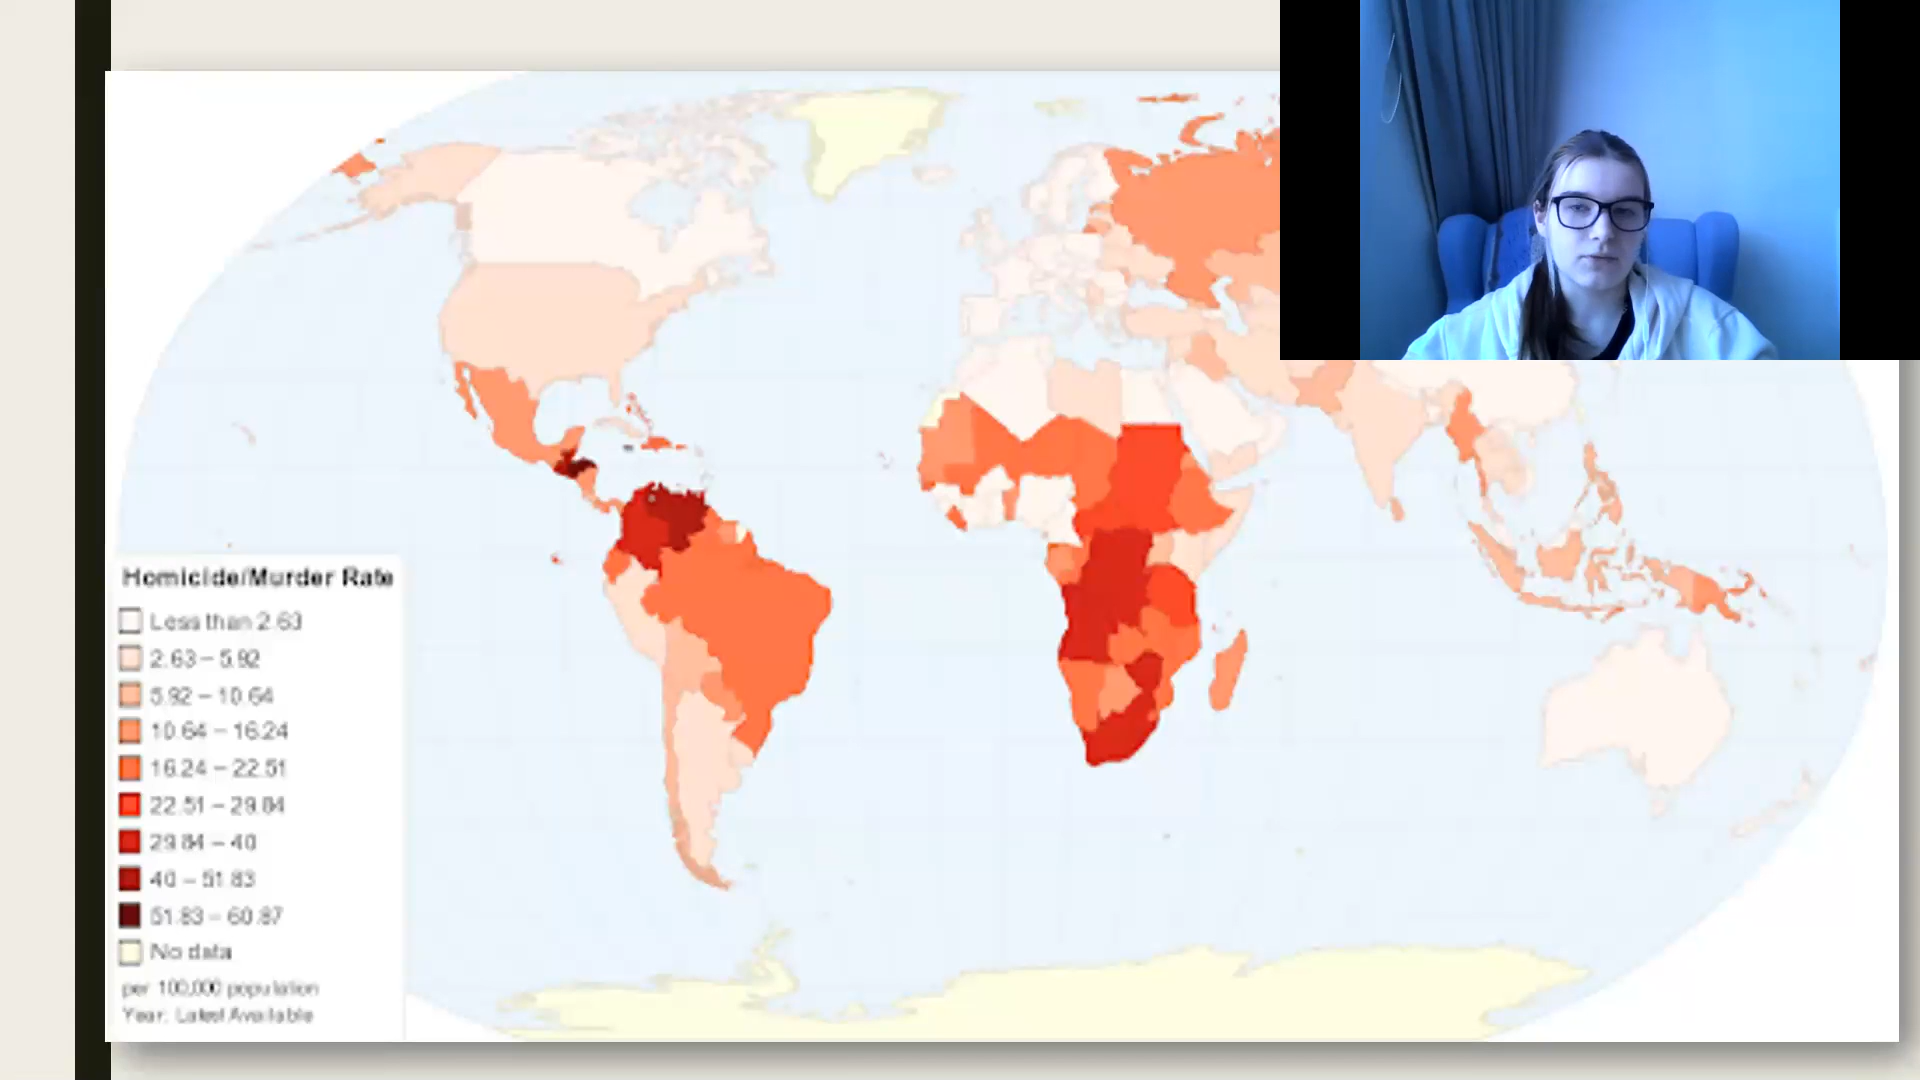 Homicide/Murder Rate
Less than 2.63
2.63 – 5.92
5.92 – 10.64
10.64 – 16.24
16.24 – 22.51
22.51 – 29.84
29.84 – 40
40 – 51.83
51.83 – 60.87
No data
per 100,000 population
Year: Latest Available